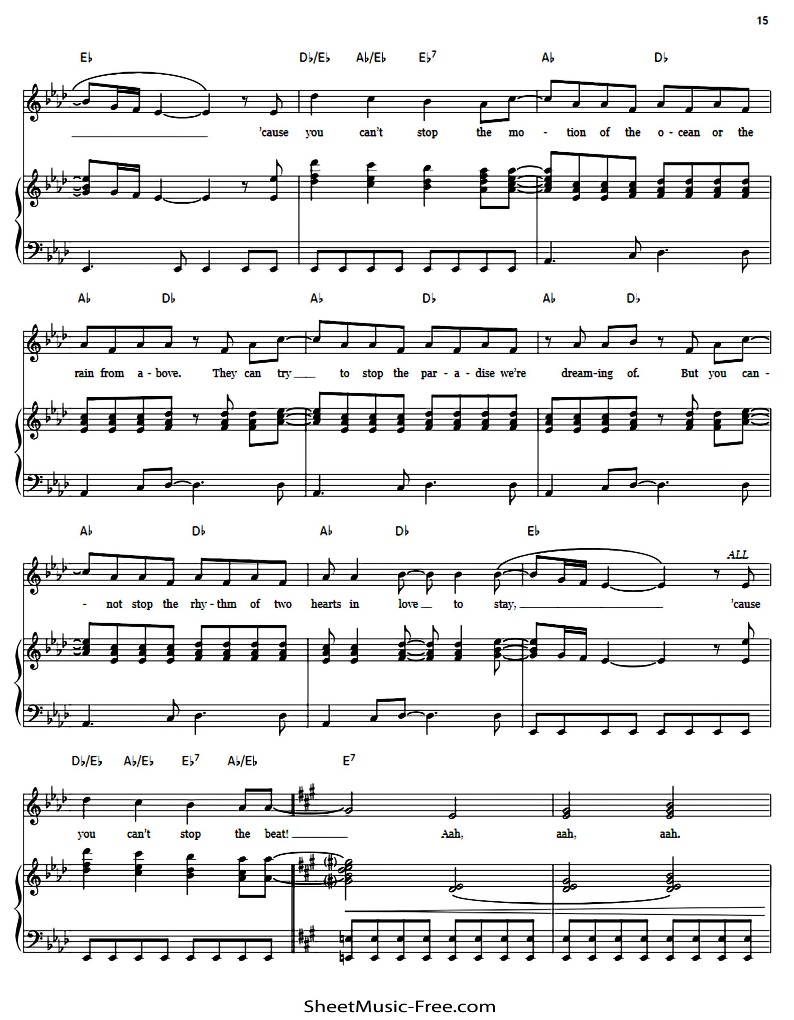 15
E♭ D♭/E♭ A♭/E♭ E♭7 A♭ D♭
'cause you can't stop the mo - tion of the o - cean or the
A♭ D♭ A♭ D♭ A♭ D♭
rain from a - bove. They can try to stop the par - a - dise we're dream - ing of. But you can -
A♭ D♭ A♭ D♭ E♭
ALL
- not stop the rhy - thm of two hearts in love to stay, 'cause
D♭/E♭ A♭/E♭ E♭7 A♭/E♭ E7
you can't stop the beat! Aah, aah, aah.
SheetMusic-Free.com